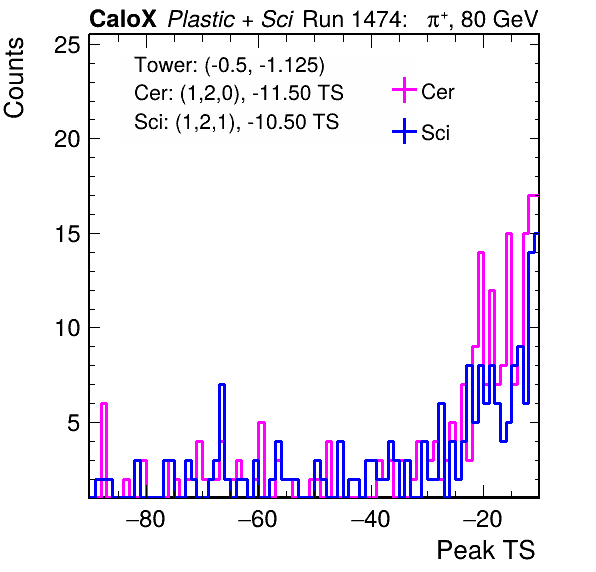 CaloX Plastic + Sci Run 1474: π⁺, 80 GeV
Counts
25
20
15
10
5
Tower: (-0.5, -1.125)
Cer: (1,2,0), -11.50 TS
Sci: (1,2,1), -10.50 TS
Cer
Sci
−80 −60 −40 −20
Peak TS